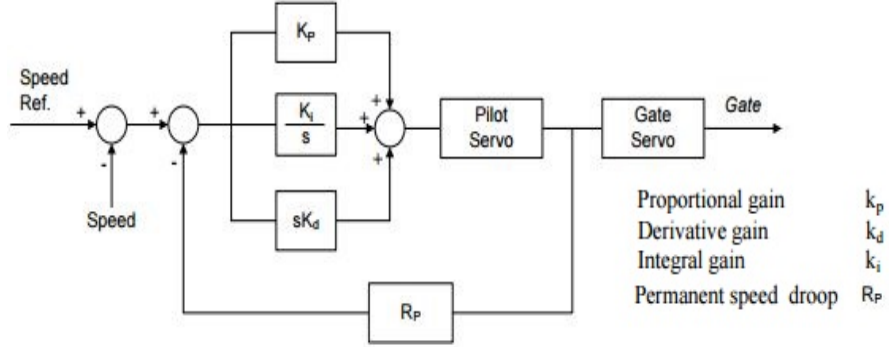 K_P
Speed
Ref.
+
+
-
-
Speed
K_i
s
sK_d
+
+
+
Pilot
Servo
Gate
Servo
Gate
R_P
Proportional gain k_p
Derivative gain k_d
Integral gain k_i
Permanent speed droop R_P